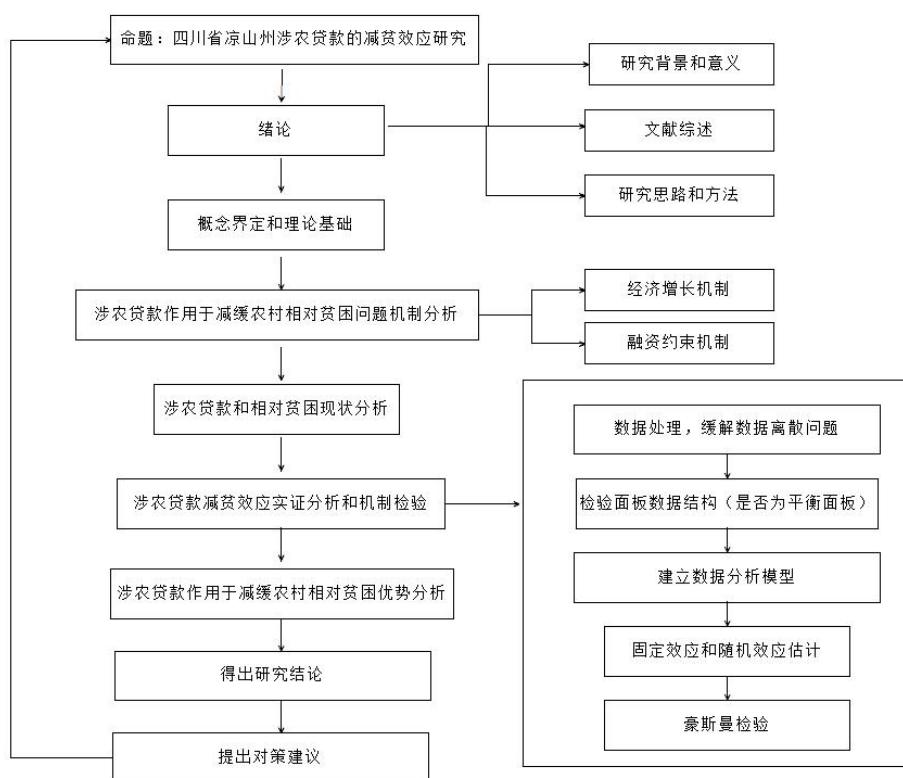 命题：四川省凉山州涉农贷款的减贫效应研究
绪论
研究背景和意义
文献综述
研究思路和方法
概念界定和理论基础
涉农贷款作用于减缓农村相对贫困问题机制分析
经济增长机制
融资约束机制
涉农贷款和相对贫困现状分析
涉农贷款减贫效应实证分析和机制检验
数据处理，缓解数据离散问题
检验面板数据结构（是否为平衡面板）
建立数据分析模型
固定效应和随机效应估计
豪斯曼检验
涉农贷款作用于减缓农村相对贫困优势分析
得出研究结论
提出对策建议